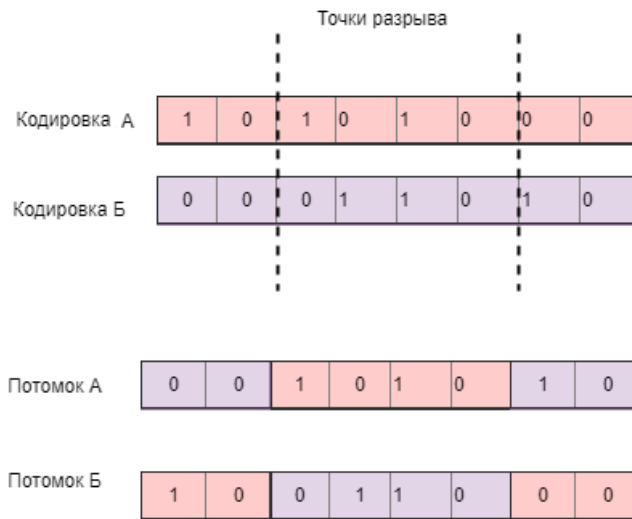 Точки разрыва
Кодировка А 1 0 1 0 1 0 0 0
Кодировка Б 0 0 0 1 1 0 1 0
Потомок А 0 0 1 0 1 0 1 0
Потомок Б 1 0 0 1 1 0 0 0